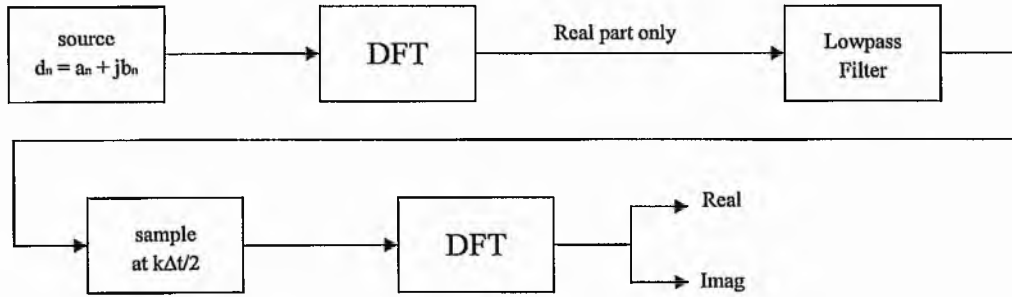 source
dₙ = aₙ + jbₙ
DFT
Real part only
Lowpass
Filter
sample
at kΔt/2
DFT
Real
Imag